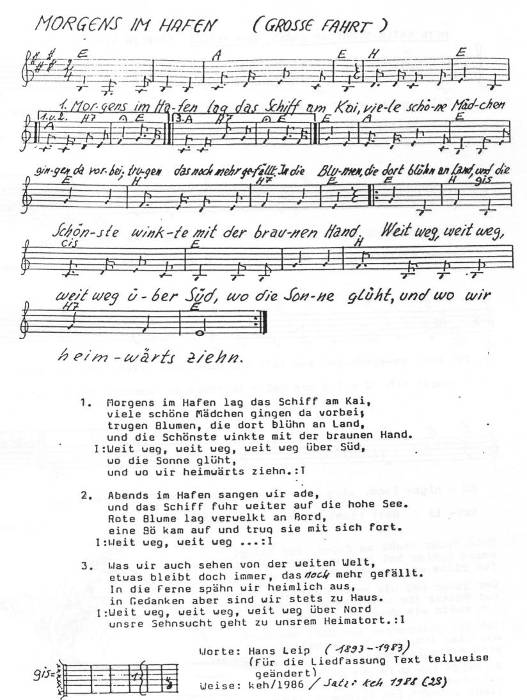 MORGENS IM HAFEN (GROSSE FAHRT)
E A E H E
1. Mor-gens im Ha-fen lag das Schiff am Kai, vie-le schö-ne Mäd-chen
1.u.2. H7 E 3.A H7 E
A
gin-gen da vor-bei, tru-gen das noch mehr ge-fällt. In die Blu-men, die dort blühn an Land, und die
E H H7 E E H gis
Schön-ste wink-te mit der brau-nen Hand. Weit weg, weit weg,
cis E H
weit weg ü-ber Süd, wo die Son-ne glüht, und wo wir
H7 E
heim-wärts ziehn.
1. Morgens im Hafen lag das Schiff am Kai,
viele schöne Mädchen gingen da vorbei,
trugen Blumen, die dort blühn an Land,
und die Schönste winkte mit der braunen Hand.
I:Weit weg, weit weg, weit weg über Süd,
wo die Sonne glüht,
und wo wir heimwärts ziehn.:I
2. Abends im Hafen sangen wir ade,
und das Schiff fuhr weiter auf die hohe See.
Rote Blume lag verwelkt an Bord,
eine Bö kam auf und trug sie mit sich fort.
I:Weit weg, weit weg ...:I
3. Was wir auch sehen von der weiten Welt,
etwas bleibt doch immer, das noch mehr gefällt.
In die Ferne spähn wir heimlich aus,
in Gedanken aber sind wir stets zu Haus.
I:Weit weg, weit weg, weit weg über Nord
unsre Sehnsucht geht zu unsrem Heimatort.:I
Worte: Hans Leip (1893-1983)
(Für die Liedfassung Text teilweise
geändert)
gis=
Weise: keh/1986 / Satz: keh 1988 (28)